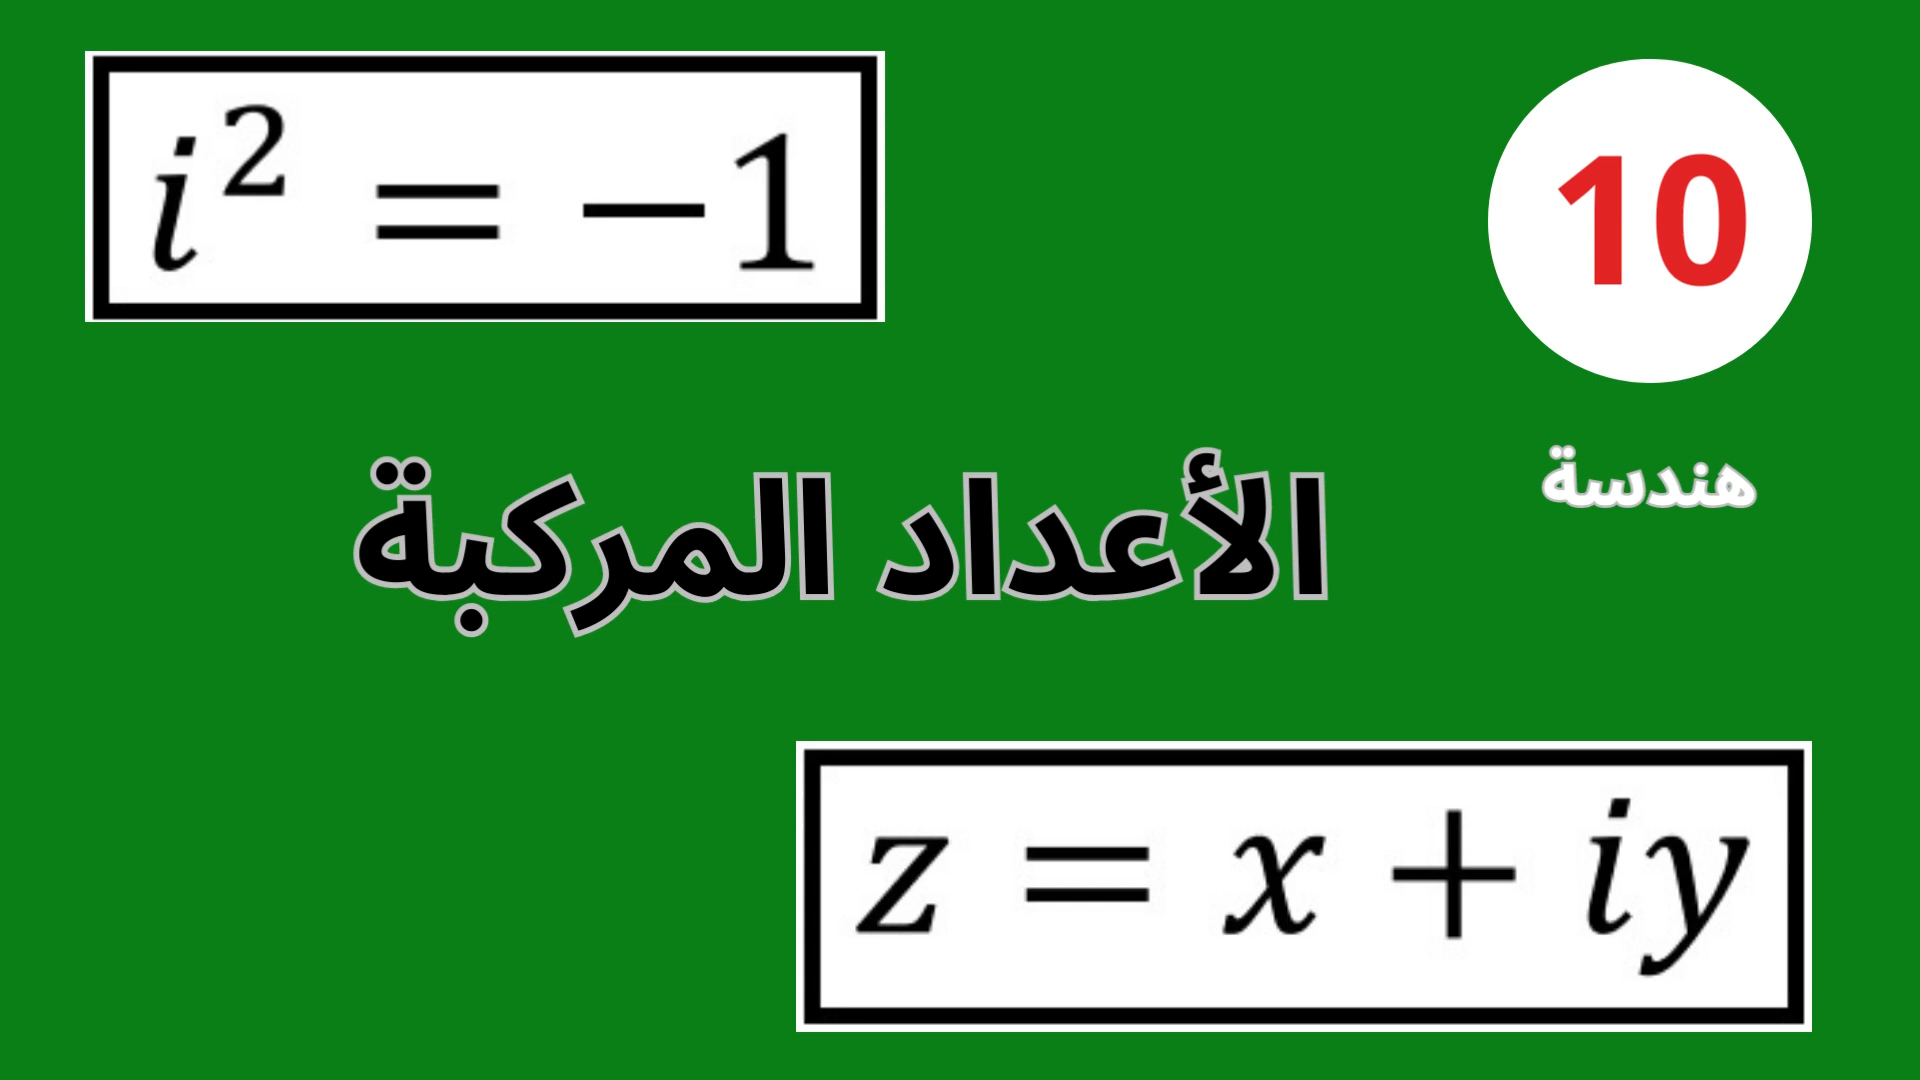 i² = −1
10
هندسة
الأعداد المركبة
z = x + iy